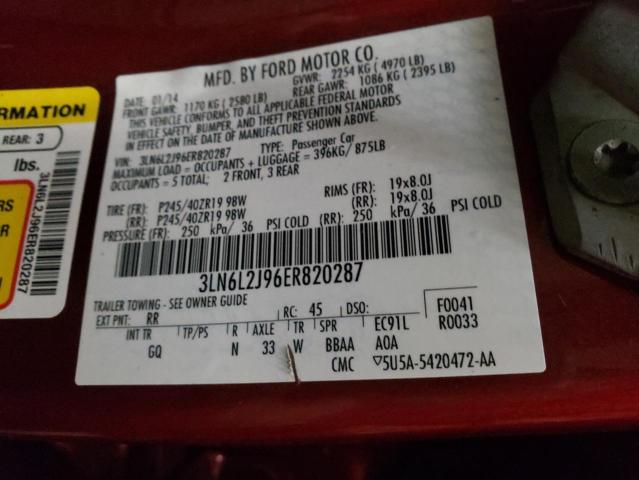 ORMATION
REAR: 3
lbs.
RS
R
3LN6L2J96ER820287
MFD. BY FORD MOTOR CO.
DATE: 01/14 GVWR: 2254 KG ( 4970 LB)
FRONT GAWR: 1170 KG ( 2580 LB) REAR GAWR: 1086 KG ( 2395 LB)
THIS VEHICLE CONFORMS TO ALL APPLICABLE FEDERAL MOTOR
VEHICLE SAFETY, BUMPER, AND THEFT PREVENTION STANDARDS
IN EFFECT ON THE DATE OF MANUFACTURE SHOWN ABOVE.
VIN: 3LN6L2J96ER820287 TYPE: Passenger Car
MAXIMUM LOAD = OCCUPANTS + LUGGAGE = 396KG/ 875LB
OCCUPANTS = 5 TOTAL; 2 FRONT, 3 REAR
TIRE (FR): P245/40ZR19 98W RIMS (FR): 19x8.0J
(RR): P245/40ZR19 98W (RR): 19x8.0J
PRESSURE (FR): 250 kPa/ 36 PSI COLD (RR): 250 kPa/ 36 PSI COLD
3LN6L2J96ER820287
TRAILER TOWING - SEE OWNER GUIDE
EXT PNT: RR RC: 45 DSO: F0041
INT TR TP/PS R AXLE TR SPR EC91L R0033
GQ N 33 W BBAA A0A
CMC ▽5U5A-5420472-AA